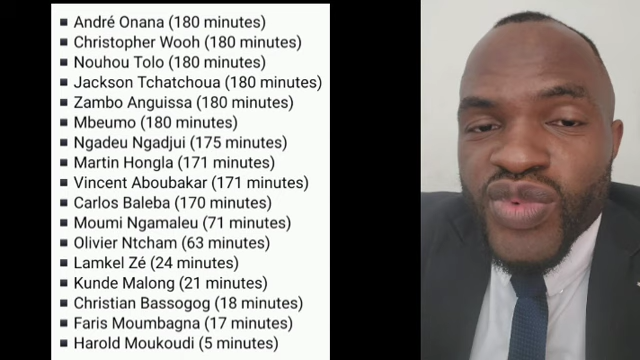 ▪ André Onana (180 minutes)
▪ Christopher Wooh (180 minutes)
▪ Nouhou Tolo (180 minutes)
▪ Jackson Tchatchoua (180 minutes)
▪ Zambo Anguissa (180 minutes)
▪ Mbeumo (180 minutes)
▪ Ngadeu Ngadjui (175 minutes)
▪ Martin Hongla (171 minutes)
▪ Vincent Aboubakar (171 minutes)
▪ Carlos Baleba (170 minutes)
▪ Moumi Ngamaleu (71 minutes)
▪ Olivier Ntcham (63 minutes)
▪ Lamkel Zé (24 minutes)
▪ Kunde Malong (21 minutes)
▪ Christian Bassogog (18 minutes)
▪ Faris Moumbagna (17 minutes)
▪ Harold Moukoudi (5 minutes)